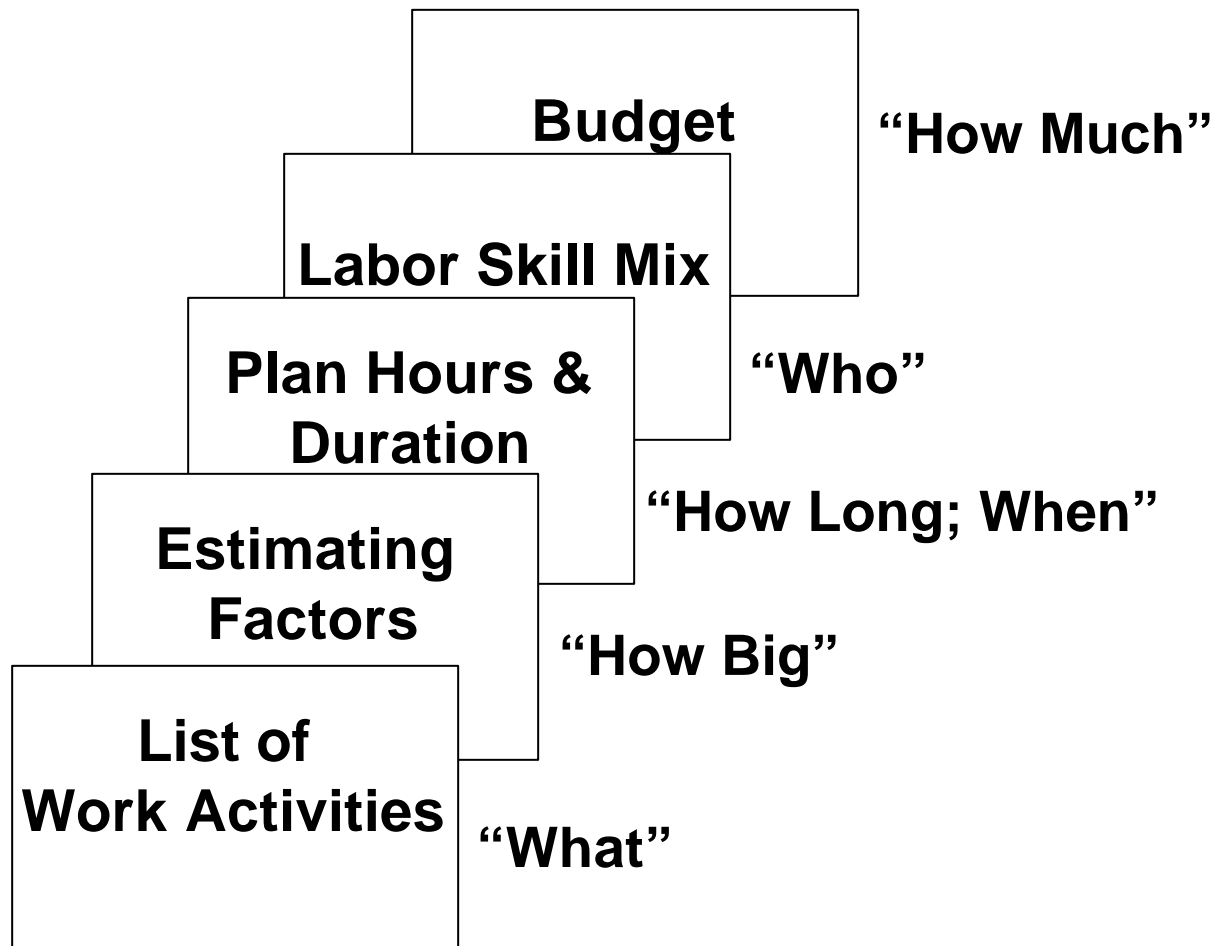 Budget
“How Much”
Labor Skill Mix
“Who”
Plan Hours &
Duration
“How Long; When”
Estimating
Factors
“How Big”
List of
Work Activities
“What”